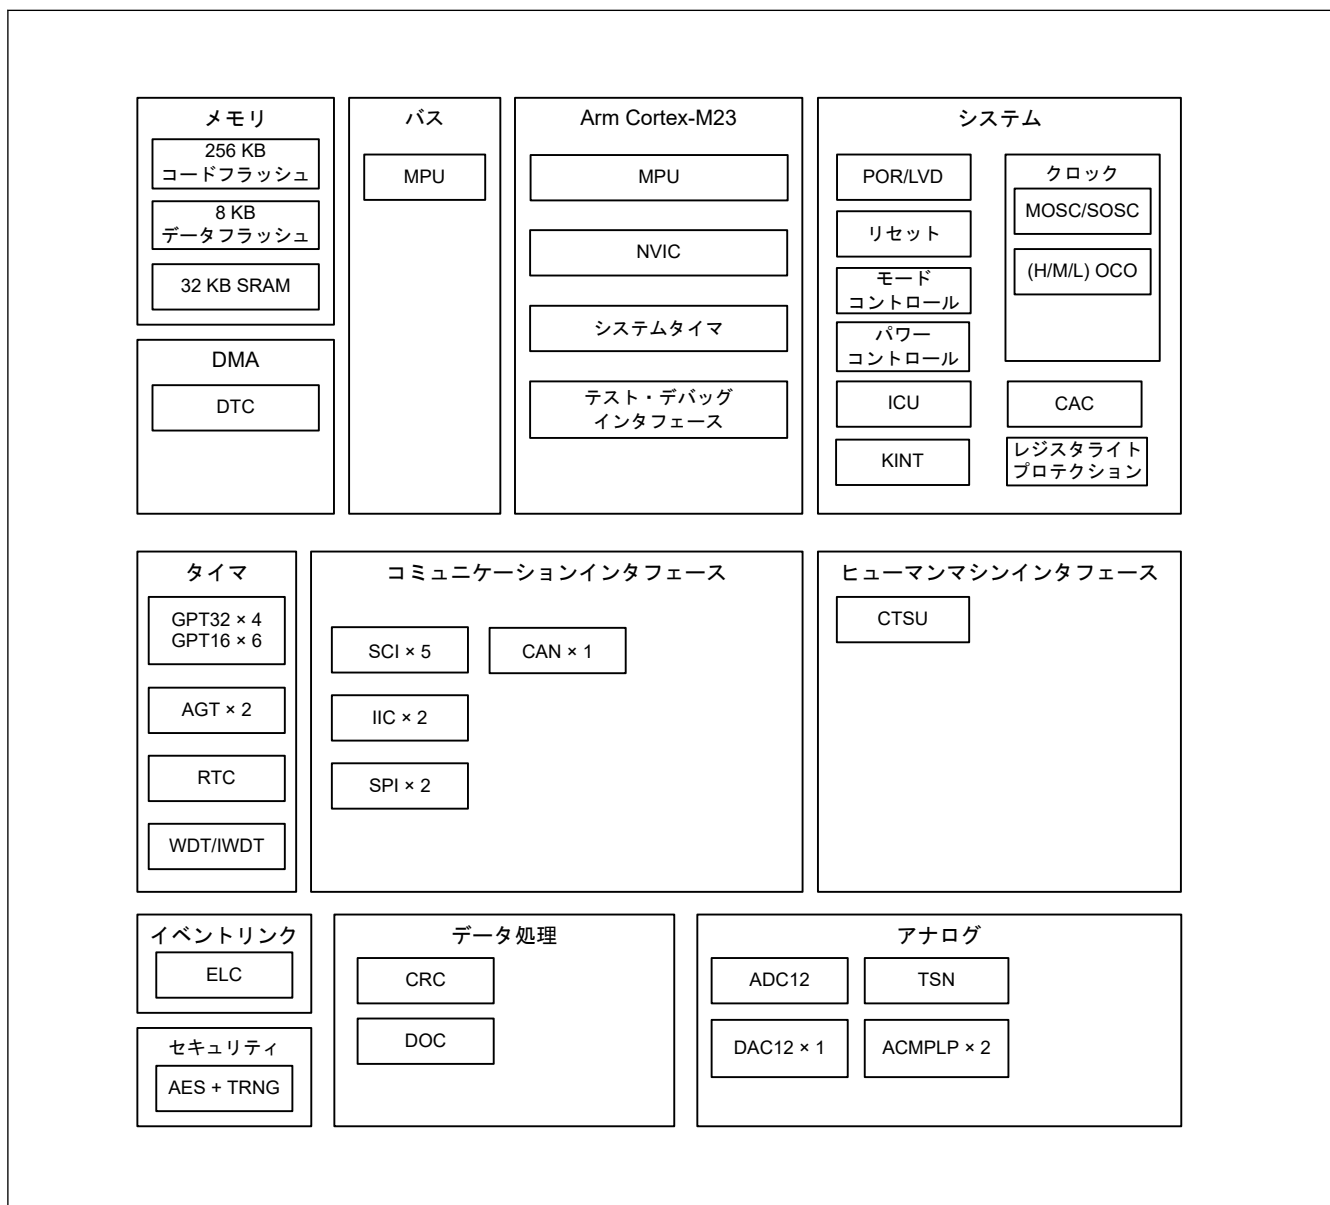 メモリ
256 KB
コードフラッシュ
8 KB
データフラッシュ
32 KB SRAM
DMA
DTC
バス
MPU
Arm Cortex-M23
MPU
NVIC
システムタイマ
テスト・デバッグ
インタフェース
システム
POR/LVD
リセット
モード
コントロール
パワー
コントロール
ICU
KINT
クロック
MOSC/SOSC
(H/M/L) OCO
CAC
レジスタライト
プロテクション
タイマ
GPT32 × 4
GPT16 × 6
AGT × 2
RTC
WDT/IWDT
コミュニケーションインタフェース
SCI × 5
CAN × 1
IIC × 2
SPI × 2
ヒューマンマシンインタフェース
CTSU
イベントリンク
ELC
セキュリティ
AES + TRNG
データ処理
CRC
DOC
アナログ
ADC12
TSN
DAC12 × 1
ACMPLP × 2